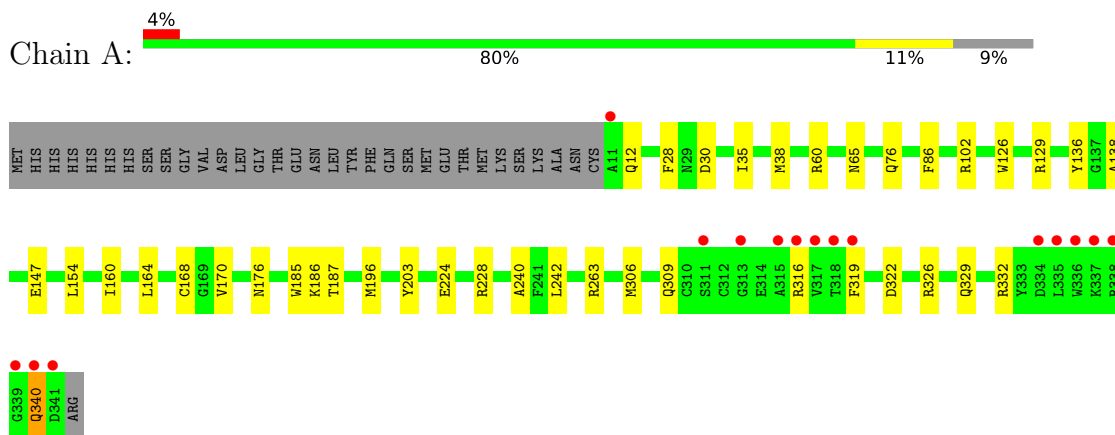 4%
Chain A:
80% 11% 9%
MET HIS HIS HIS HIS HIS HIS SER SER GLY VAL ASP LEU GLY THR GLU ASN LEU TYR PHE GLN SER MET GLU THR MET LYS SER LYS ALA ASN CYS A11 Q12 F28 N29 D30 I35 M38 R60 N65 Q76 F86 R102 W126 R129 Y136 G137 A138
E147 L154 I160 L164 C168 G169 V170 N176 W185 K186 T187 M196 Y203 E224 R228 A240 F241 L242 R263 M306 Q309 C310 S311 C312 G313 E314 A315 R316 V317 T318 F319 D322 R326 Q329 R332 Y333 D334 L335 W336 K337 P338
G339 Q340 D341 ARG